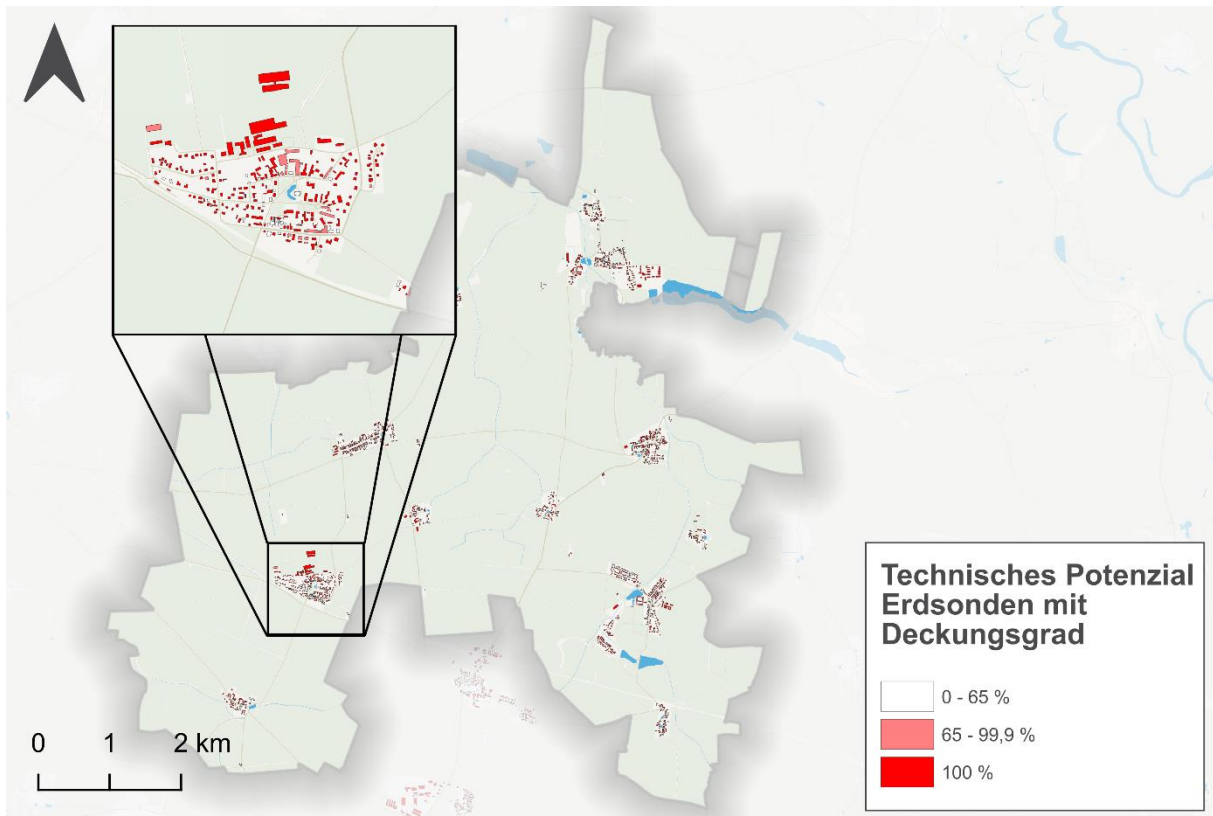 Technisches Potenzial
Erdsonden mit
Deckungsgrad
0 - 65 %
65 - 99,9 %
100 %
0 1 2 km